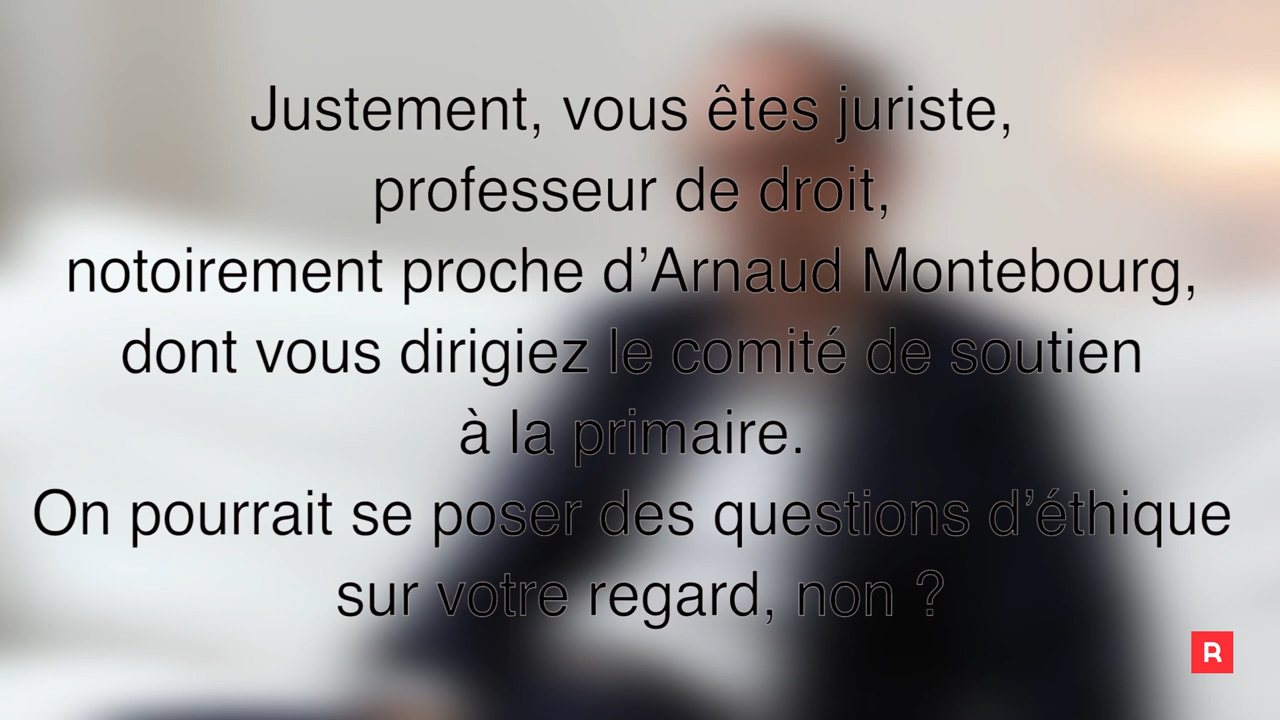 Justement, vous êtes juriste,
professeur de droit,
notoirement proche d’Arnaud Montebourg,
dont vous dirigiez le comité de soutien
à la primaire.
On pourrait se poser des questions d’éthique
sur votre regard, non ?
R